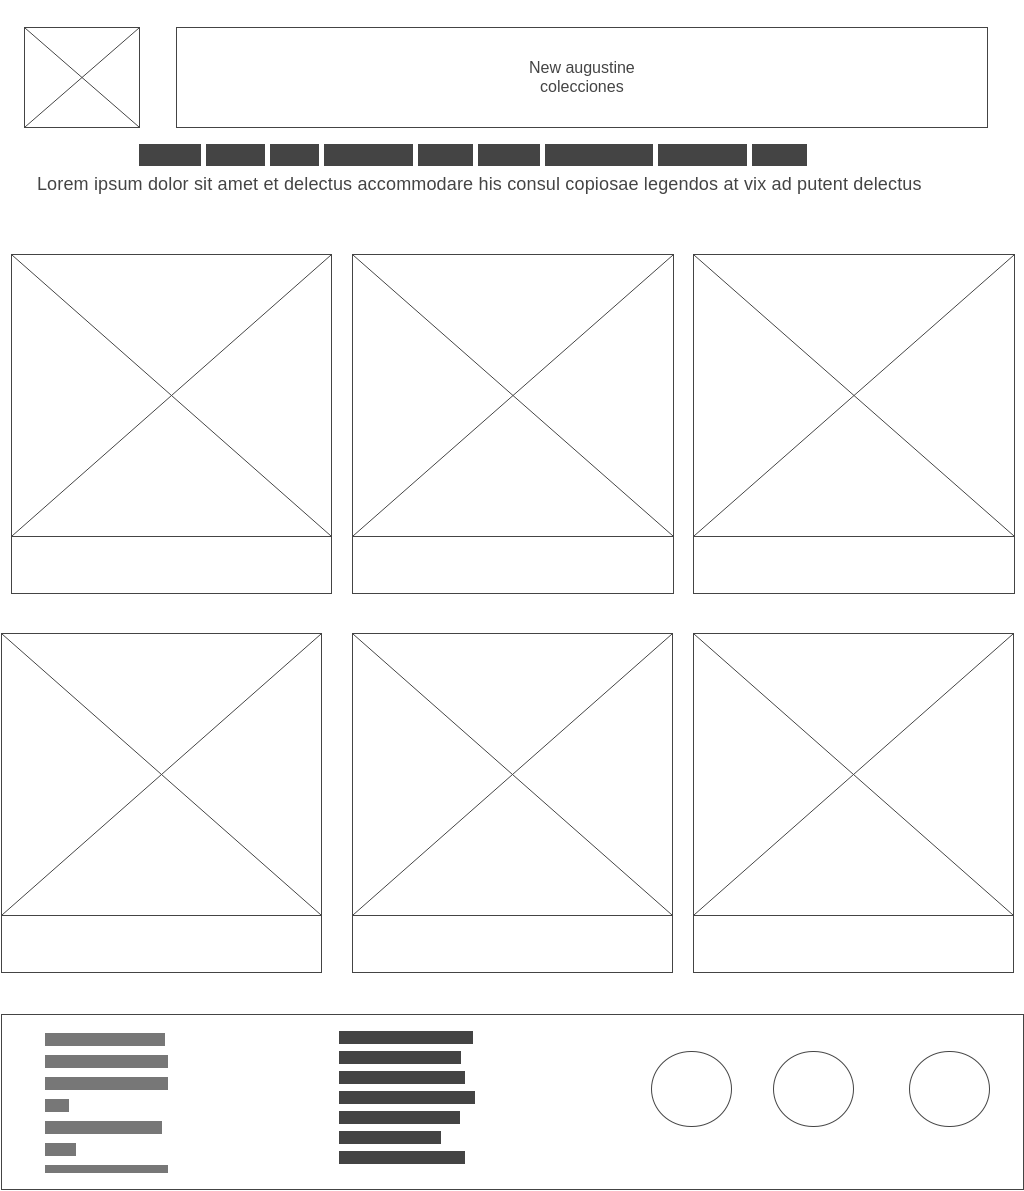 New augustine
colecciones
Lorem ipsum dolor sit amet et delectus accommodare his consul copiosae legendos at vix ad putent delectus